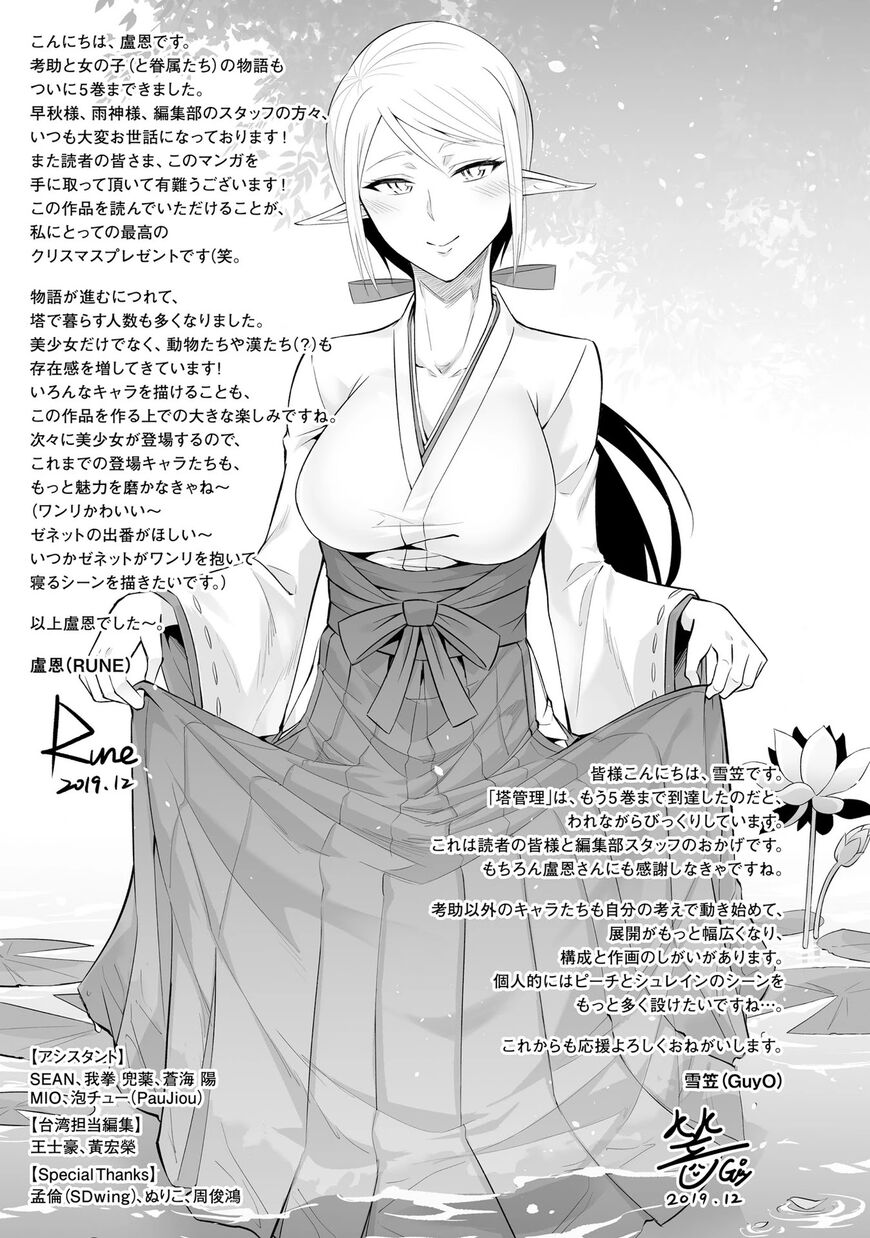 こんにちは、盧恩です。
考助と女の子(と眷属たち)の物語も
ついに5巻まできました。
早秋様、雨神様、編集部のスタッフの方々、
いつも大変お世話になっております!
また読者の皆さま、このマンガを
手に取って頂いて有難うございます!
この作品を読んでいただけることが、
私にとっての最高の
クリスマスプレゼントです(笑。
物語が進むにつれて、
塔で暮らす人数も多くなりました。
美少女だけでなく、動物たちや漢たち(?)も
存在感を増してきています!
いろんなキャラを描けることも、
この作品を作る上での大きな楽しみですね。
次々に美少女が登場するので、
これまでの登場キャラたちも、
もっと魅力を磨かなきゃね〜
(ワンリかわいい〜
ゼネットの出番がほしい〜
いつかゼネットがワンリを抱いて
寝るシーンを描きたいです。)
以上盧恩でした〜。
盧恩(RUNE)
Rune
2019.12
皆様こんにちは、雪笠です。
「塔管理」は、もう5巻まで到達したのだと、
われながらびっくりしています。
これは読者の皆様と編集部スタッフのおかげです。
もちろん盧恩さんにも感謝しなきゃですね。
考助以外のキャラたちも自分の考えで動き始めて、
展開がもっと幅広くなり、
構成と作画のしがいがあります。
個人的にはピーチとシュレインのシーンを
もっと多く設けたいですね…。
これからも応援よろしくおねがいします。
雪笠(GuyO)
2019.12
【アシスタント】
SEAN、我拳 兜薬、蒼海 陽
MIO、泡チュー(PauJiou)
【台湾担当編集】
王士豪、黃宏榮
【Special Thanks】
孟倫(SDwing)、ぬりこ、周俊鴻